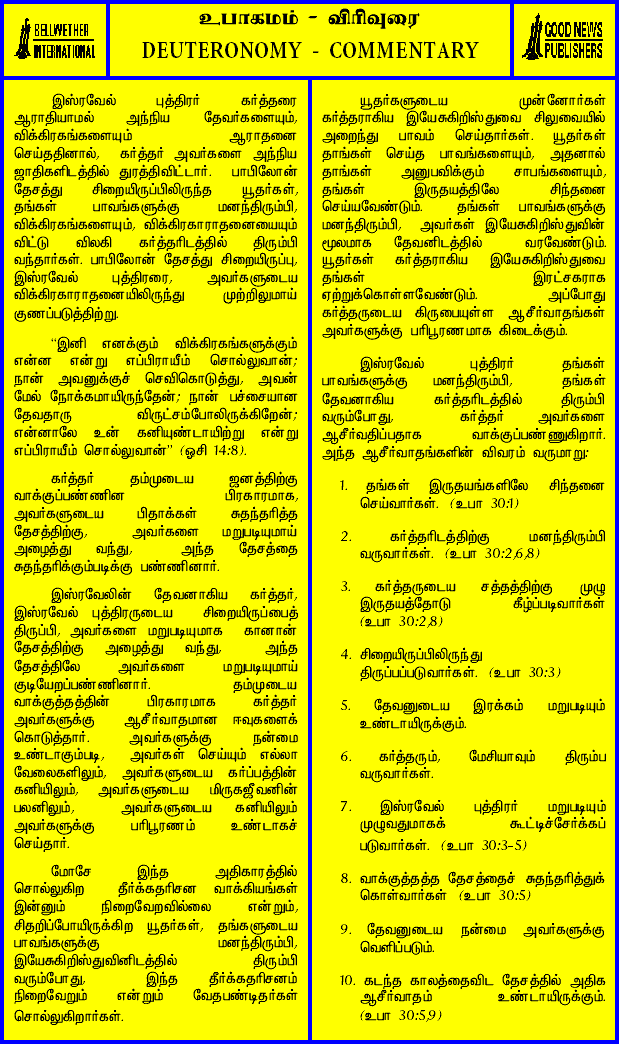 BELLWETHER
INTERNATIONAL
உபாகமம் - விரிவுரை
DEUTERONOMY - COMMENTARY
GOOD NEWS
PUBLISHERS
இஸ்ரவேல் புத்திரர் கர்த்தரை
ஆராதியாமல் அந்நிய தேவர்களையும்,
விக்கிரகங்களையும் ஆராதனை
செய்ததினால், கர்த்தர் அவர்களை அந்நிய
ஜாதிகளிடத்தில் துரத்திவிட்டார். பாபிலோன்
தேசத்து சிறையிருப்பிலிருந்த யூதர்கள்,
தங்கள் பாவங்களுக்கு மனந்திரும்பி,
விக்கிரகங்களையும், விக்கிரகாராதனையையும்
விட்டு விலகி கர்த்தரிடத்தில் திரும்பி
வந்தார்கள். பாபிலோன் தேசத்து சிறையிருப்பு,
இஸ்ரவேல் புத்திரரை, அவர்களுடைய
விக்கிரகாராதனையிலிருந்து முற்றிலுமாய்
குணப்படுத்திற்று.
“இனி எனக்கும் விக்கிரகங்களுக்கும்
என்ன என்று எப்பிராயீம் சொல்லுவான்;
நான் அவனுக்குச் செவிகொடுத்து, அவன்
மேல் நோக்கமாயிருந்தேன்; நான் பச்சையான
தேவதாரு விருட்சம்போலிருக்கிறேன்;
என்னாலே உன் கனியுண்டாயிற்று என்று
எப்பிராயீம் சொல்லுவான்” (ஓசி 14:8).
கர்த்தர் தம்முடைய ஜனத்திற்கு
வாக்குப்பண்ணின பிரகாரமாக,
அவர்களுடைய பிதாக்கள் சுதந்தரித்த
தேசத்திற்கு, அவர்களை மறுபடியுமாய்
அழைத்து வந்து, அந்த தேசத்தை
சுதந்தரிக்கும்படிக்கு பண்ணினார்.
இஸ்ரவேலின் தேவனாகிய கர்த்தர்,
இஸ்ரவேல் புத்திரருடைய சிறையிருப்பைத்
திருப்பி, அவர்களை மறுபடியுமாக கானான்
தேசத்திற்கு அழைத்து வந்து, அந்த
தேசத்திலே அவர்களை மறுபடியுமாய்
குடியேறப்பண்ணினார். தம்முடைய
வாக்குத்தத்தின் பிரகாரமாக கர்த்தர்
அவர்களுக்கு ஆசீர்வாதமான ஈவுகளைக்
கொடுத்தார். அவர்களுக்கு நன்மை
உண்டாகும்படி, அவர்கள் செய்யும் எல்லா
வேலைகளிலும், அவர்களுடைய கர்ப்பத்தின்
கனியிலும், அவர்களுடைய மிருகஜீவனின்
பலனிலும், அவர்களுடைய கனியிலும்
அவர்களுக்கு பரிபூரணம் உண்டாகச்
செய்தார்.
மோசே இந்த அதிகாரத்தில்
சொல்லுகிற தீர்க்கதரிசன வாக்கியங்கள்
இன்னும் நிறைவேறவில்லை என்றும்,
சிதறிப்போயிருக்கிற யூதர்கள், தங்களுடைய
பாவங்களுக்கு மனந்திரும்பி,
இயேசுகிறிஸ்துவினிடத்தில் திரும்பி
வரும்போது, இந்த தீர்க்கதரிசனம்
நிறைவேறும் என்றும் வேதபண்டிதர்கள்
சொல்லுகிறார்கள்.
யூதர்களுடைய முன்னோர்கள்
கர்த்தராகிய இயேசுகிறிஸ்துவை சிலுவையில்
அறைந்து பாவம் செய்தார்கள். யூதர்கள்
தாங்கள் செய்த பாவங்களையும், அதனால்
தாங்கள் அனுபவிக்கும் சாபங்களையும்,
தங்கள் இருதயத்திலே சிந்தனை
செய்யவேண்டும். தங்கள் பாவங்களுக்கு
மனந்திரும்பி, அவர்கள் இயேசுகிறிஸ்துவின்
மூலமாக தேவனிடத்தில் வரவேண்டும்.
யூதர்கள் கர்த்தராகிய இயேசுகிறிஸ்துவை
தங்கள் இரட்சகராக
ஏற்றுக்கொள்ளவேண்டும். அப்போது
கர்த்தருடைய கிருபையுள்ள ஆசீர்வாதங்கள்
அவர்களுக்கு பரிபூரணமாக கிடைக்கும்.
இஸ்ரவேல் புத்திரர் தங்கள்
பாவங்களுக்கு மனந்திரும்பி, தங்கள்
தேவனாகிய கர்த்தரிடத்தில் திரும்பி
வரும்போது, கர்த்தர் அவர்களை
ஆசீர்வதிப்பதாக வாக்குப்பண்ணுகிறார்.
அந்த ஆசீர்வாதங்களின் விவரம் வருமாறு:
1. தங்கள் இருதயங்களிலே சிந்தனை
செய்வார்கள். (உபா 30:1)
2. கர்த்தரிடத்திற்கு மனந்திரும்பி
வருவார்கள். (உபா 30:2,6,8)
3. கர்த்தருடைய சத்தத்திற்கு முழு
இருதயத்தோடு கீழ்ப்படிவார்கள்
(உபா 30:2,8)
4. சிறையிருப்பிலிருந்து
திருப்பப்படுவார்கள். (உபா 30:3)
5. தேவனுடைய இரக்கம் மறுபடியும்
உண்டாயிருக்கும்.
6. கர்த்தரும், மேசியாவும் திரும்ப
வருவார்கள்.
7. இஸ்ரவேல் புத்திரர் மறுபடியும்
முழுவதுமாகக் கூட்டிச்சேர்க்கப்
படுவார்கள். (உபா 30:3-5)
8. வாக்குத்தத்த தேசத்தைச் சுதந்தரித்துக்
கொள்வார்கள் (உபா 30:5)
9. தேவனுடைய நன்மை அவர்களுக்கு
வெளிப்படும்.
10. கடந்த காலத்தைவிட தேசத்தில் அதிக
ஆசீர்வாதம் உண்டாயிருக்கும்.
(உபா 30:5,9)